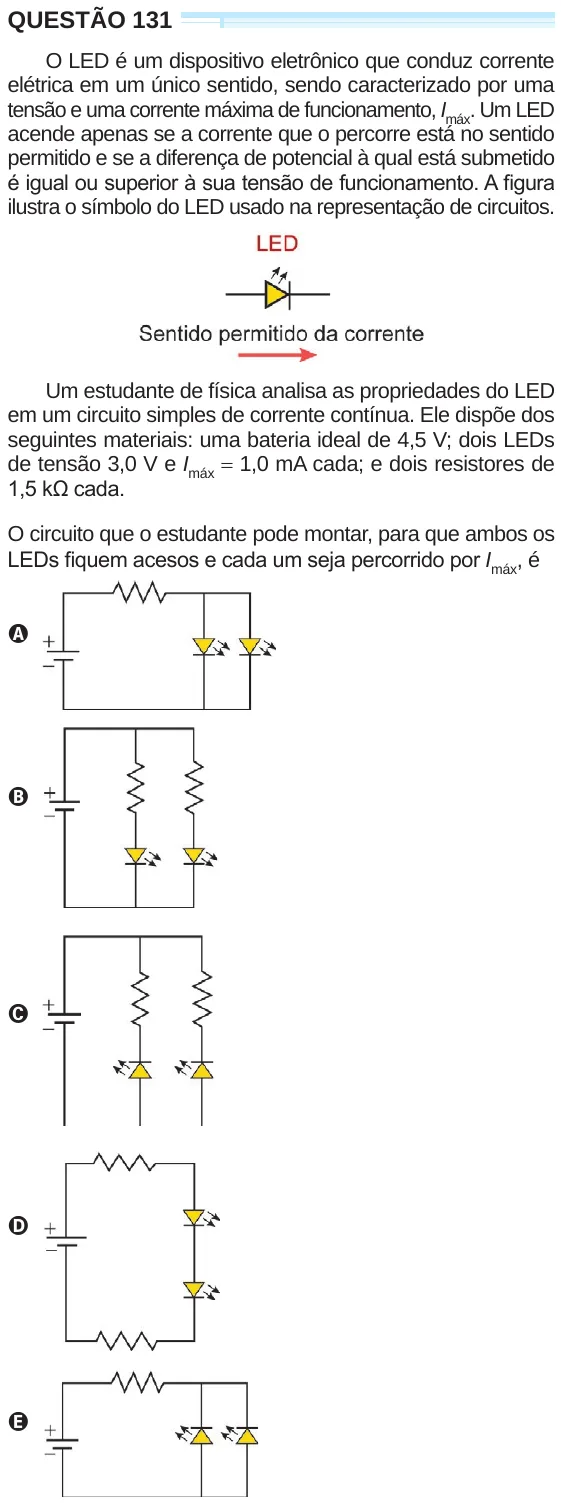 QUESTÃO 131
O LED é um dispositivo eletrônico que conduz corrente
elétrica em um único sentido, sendo caracterizado por uma
tensão e uma corrente máxima de funcionamento, Imáx. Um LED
acende apenas se a corrente que o percorre está no sentido
permitido e se a diferença de potencial à qual está submetido
é igual ou superior à sua tensão de funcionamento. A figura
ilustra o símbolo do LED usado na representação de circuitos.
LED
Sentido permitido da corrente
Um estudante de física analisa as propriedades do LED
em um circuito simples de corrente contínua. Ele dispõe dos
seguintes materiais: uma bateria ideal de 4,5 V; dois LEDs
de tensão 3,0 V e Imáx = 1,0 mA cada; e dois resistores de
1,5 kΩ cada.
O circuito que o estudante pode montar, para que ambos os
LEDs fiquem acesos e cada um seja percorrido por Imáx, é
A
+
–
B
+
–
C
+
–
D
+
–
E
+
–